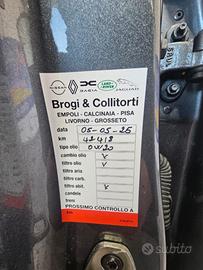 NISSAN DACIA LAND ROVER JAGUAR
Brogi & Collitorti
EMPOLI - CALCINAIA - PISA
LIVORNO - GROSSETO
data 05-05-25
km 42418
tipo olio 0W20
cambio olio V
filtro olio V
filtro aria
filtro carb.
filtro abit. V
candele
freni
PROSSIMO CONTROLLO A
km
subito